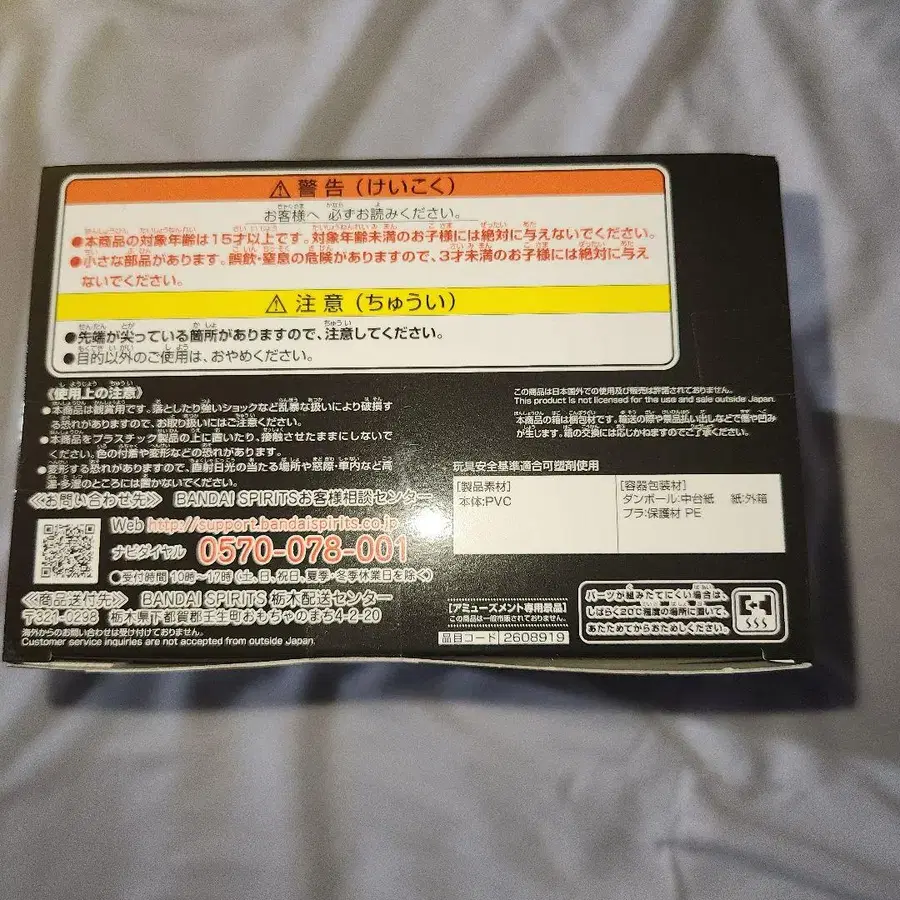 ⚠ 警告（けいこく）
お客様へ 必ずお読みください。
●本商品の対象年齢は15才以上です。対象年齢未満のお子様には絶対に与えないでください。
●小さな部品があります。誤飲・窒息の危険がありますので、3才未満のお子様には絶対に与え
ないでください。
⚠ 注意（ちゅうい）
●先端が尖っている箇所がありますので、注意してください。
●目的以外のご使用は、おやめください。
《使用上の注意》
●本商品は観賞用です。落としたり強いショックなど乱暴な扱いにより破損す
る恐れがありますので、お取り扱いにはご注意ください。
●本商品をプラスチック製品の上に置いたり、接触させたままにしないで
ください。色の付着や変形などの恐れがあります。
●変形する恐れがありますので、直射日光の当たる場所や窓際・車内など高
温・多湿のところには置かないでください。
この商品は日本国外での使用及び販売は許諾されておりません。
This product is not licensed for the use and sale outside Japan.
本商品の箱は梱包材です。輸送の際や景品払い出しなどで傷や凹み
が生じます。箱の交換には応じかねますのでご了承ください。
≪お問い合わせ先≫ BANDAI SPIRITSお客様相談センター
Web http://support.bandaispirits.co.jp
ナビダイヤル 0570-078-001
●受付時間 10時〜17時（土、日、祝日、夏季・冬季休業日を除く）
≪商品送付先≫ BANDAI SPIRITS 栃木配送センター
〒321-0298 栃木県下都賀郡壬生町おもちゃのまち4-2-20
海外からのお問い合わせは受け付けておりません。
Customer service inquiries are not accepted from outside Japan.
玩具安全基準適合可塑剤使用
[製品素材]
本体:PVC
[容器包装材]
ダンボール:中台紙 紙:外箱
プラ:保護材 PE
[アミューズメント専用景品]
この商品は一般市販されておりません。
品目コード 2608919
パーツが組みたてにくい場合は、
しばらく20℃程度の場所に置いて、
あたためてからおためしください。